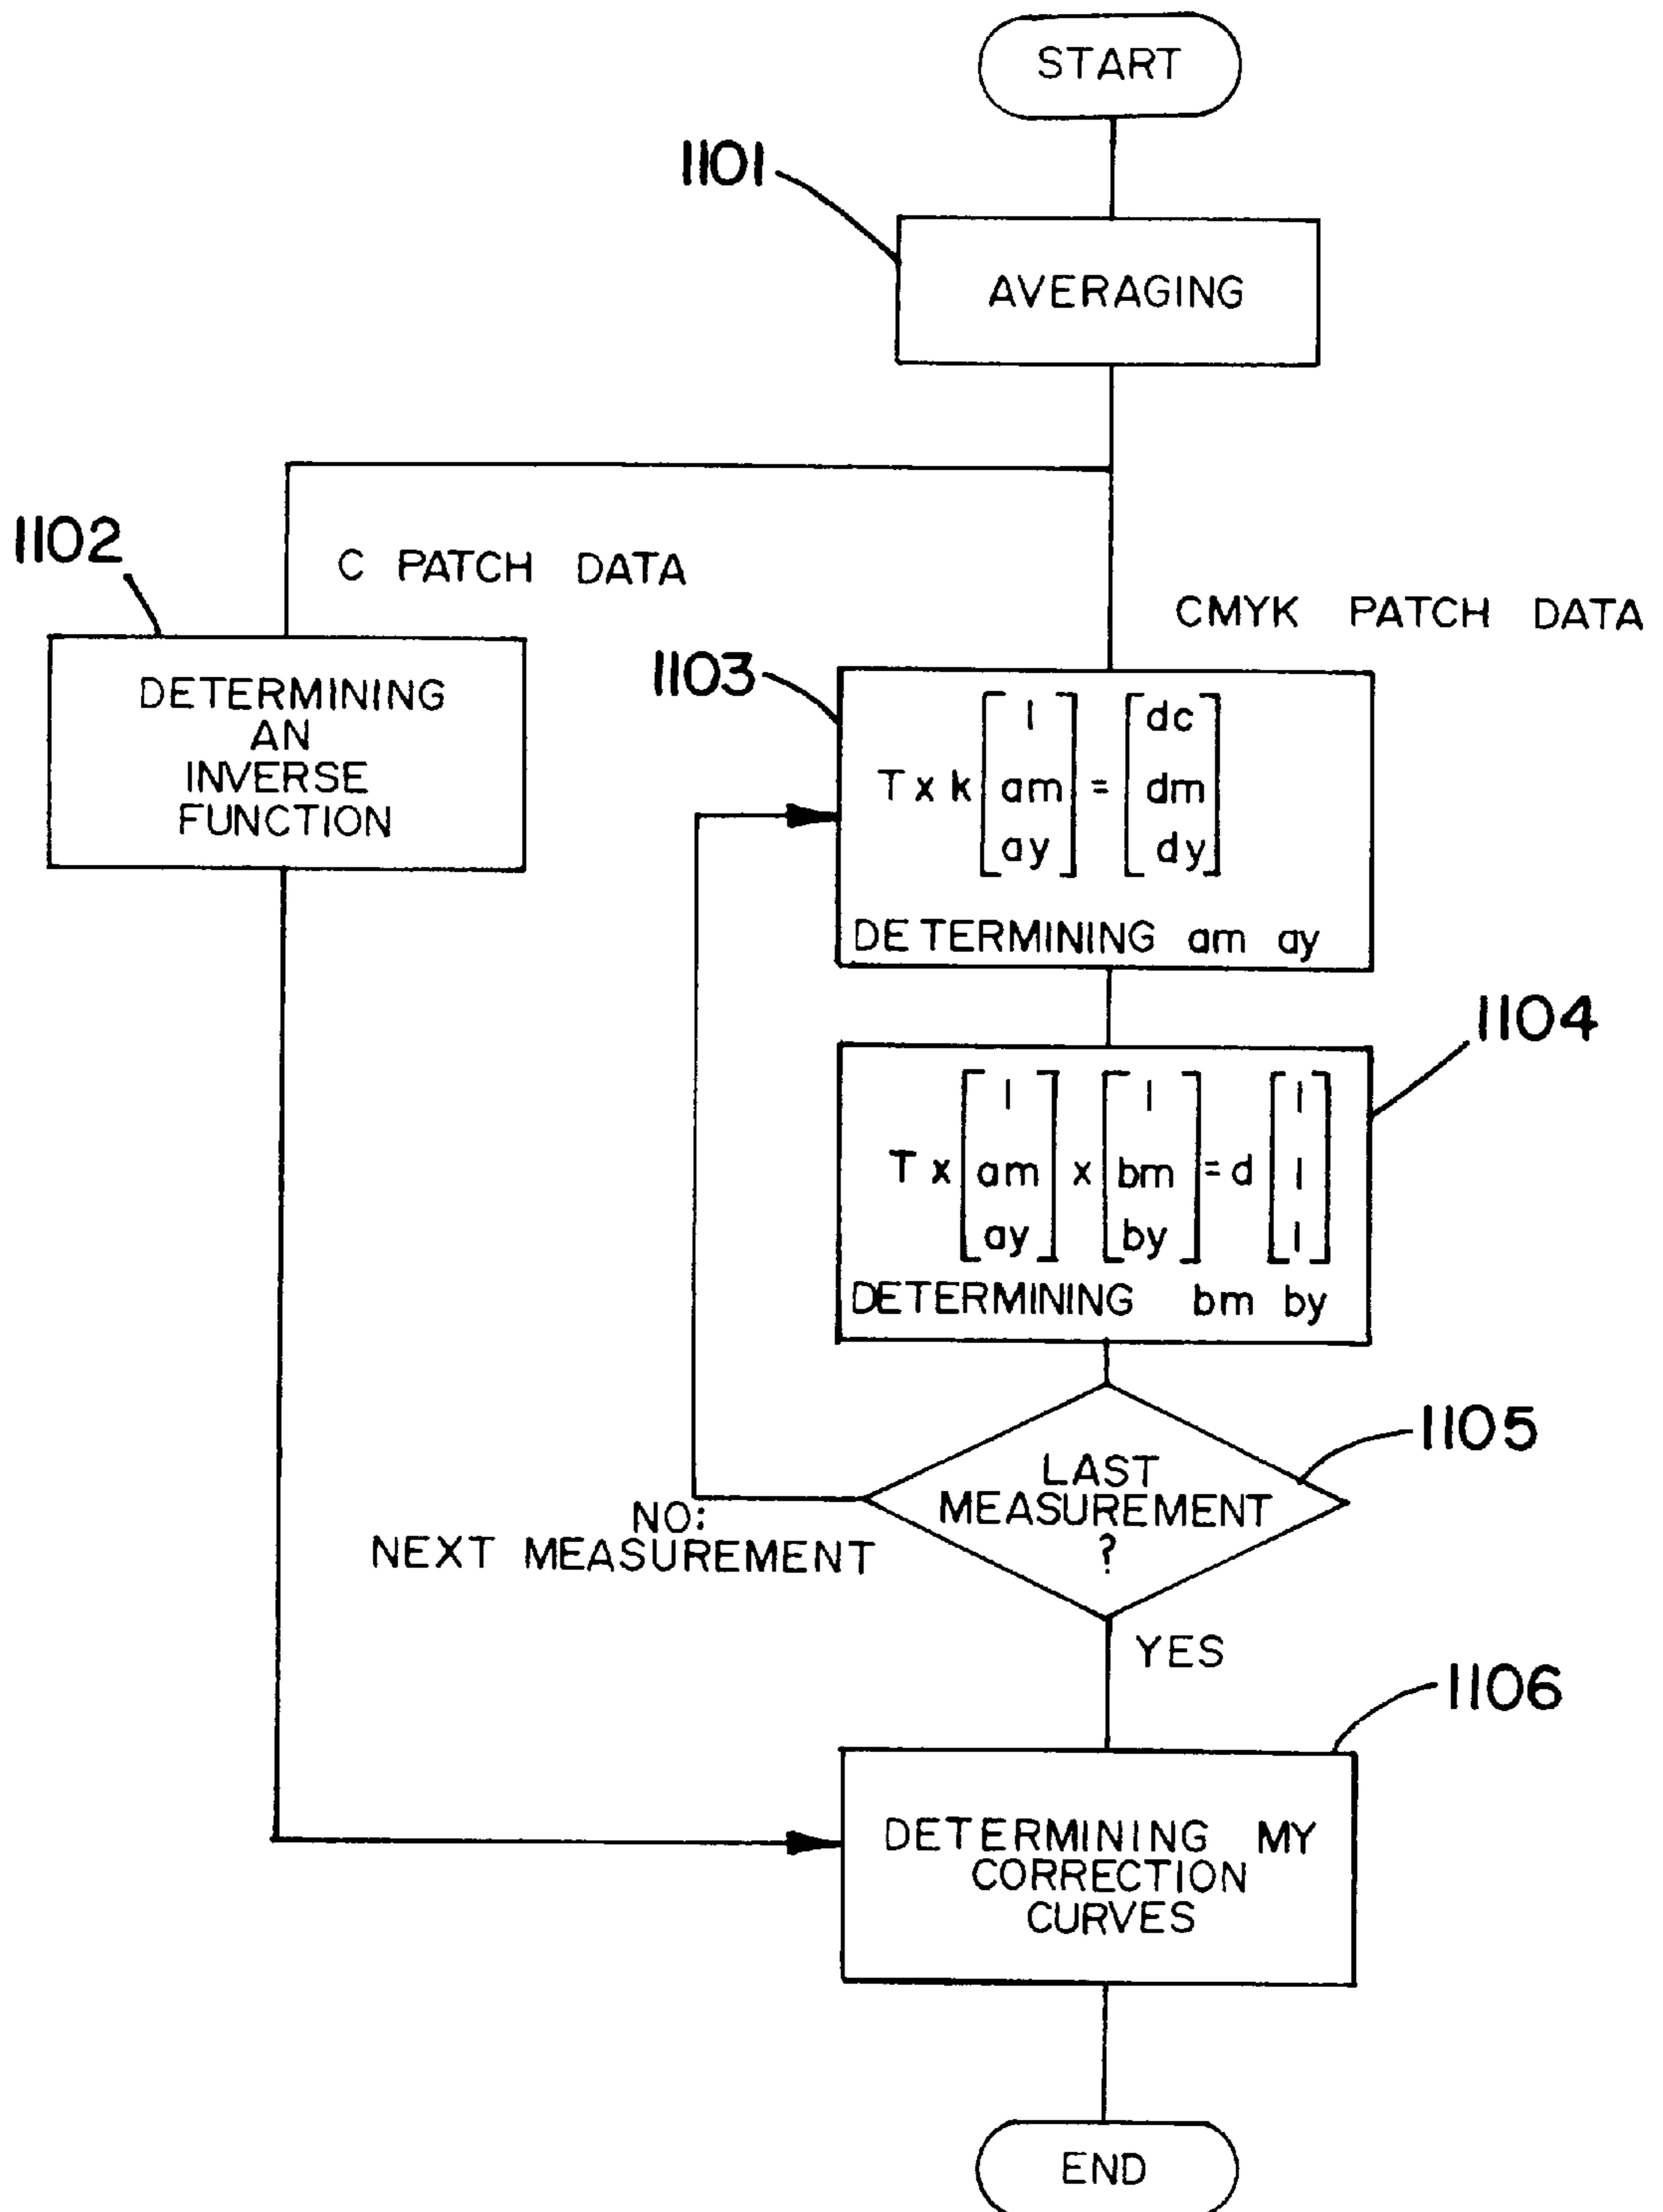 START
1101
AVERAGING
1102
C PATCH DATA
CMYK PATCH DATA
DETERMINING
AN
INVERSE
FUNCTION
1103
T x k [1 am ay] = [dc dm dy]
DETERMINING am ay
1104
T x [1 am ay] x [1 bm by] = d [1 1 1]
DETERMINING bm by
1105
LAST
MEASUREMENT
?
NO:
NEXT MEASUREMENT
YES
1106
DETERMINING MY
CORRECTION
CURVES
END